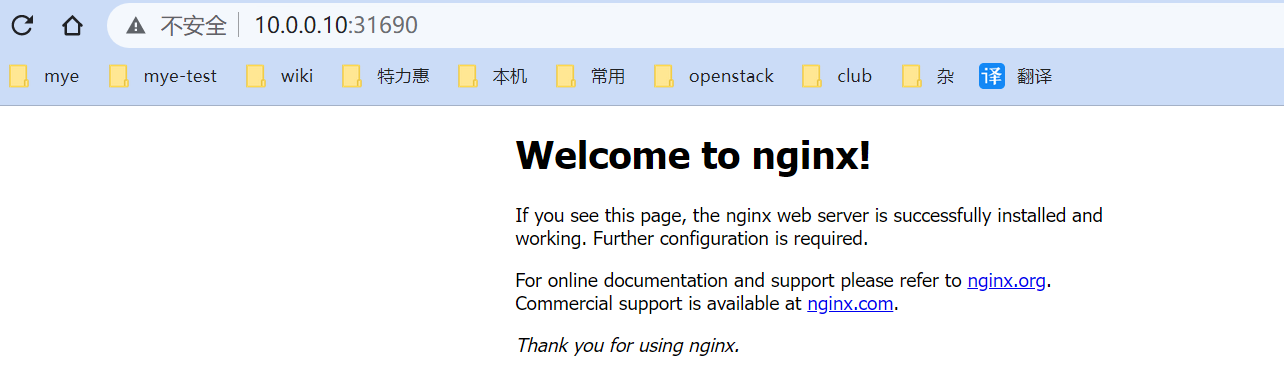 不安全 10.0.0.10:31690
mye mye-test wiki 特力惠 本机 常用 openstack club 杂 译 翻译
Welcome to nginx!
If you see this page, the nginx web server is successfully installed and
working. Further configuration is required.
For online documentation and support please refer to nginx.org.
Commercial support is available at nginx.com.
Thank you for using nginx.